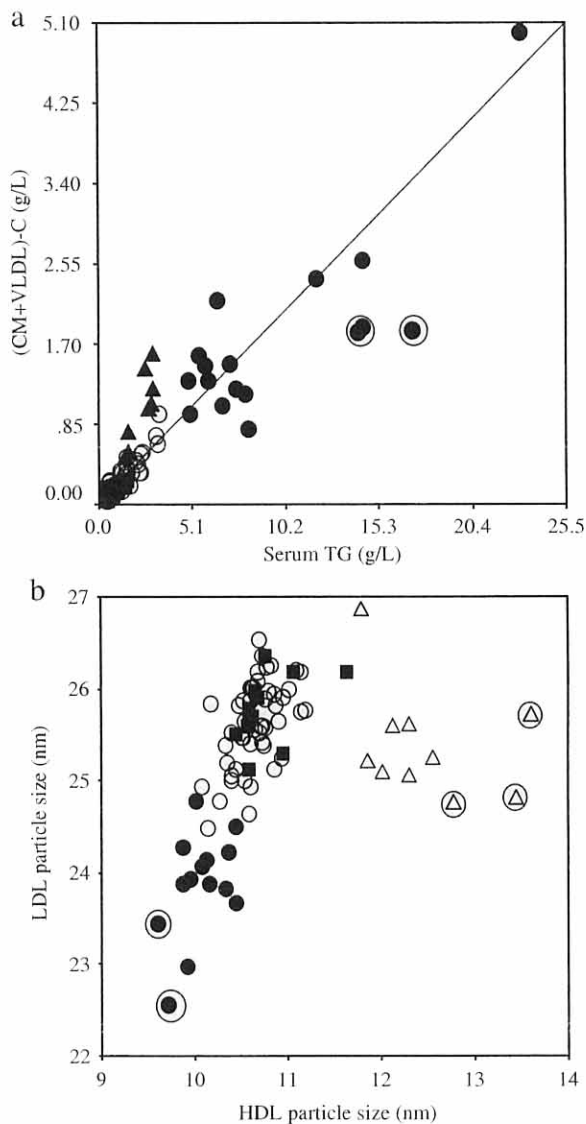 a
5.10
4.25
3.40
2.55
1.70
.85
0.00
(CM+VLDL)-C (g/L)
0.0 5.1 10.2 15.3 20.4 25.5
Serum TG (g/L)
b
27
26
25
24
23
22
LDL particle size (nm)
9 10 11 12 13 14
HDL particle size (nm)